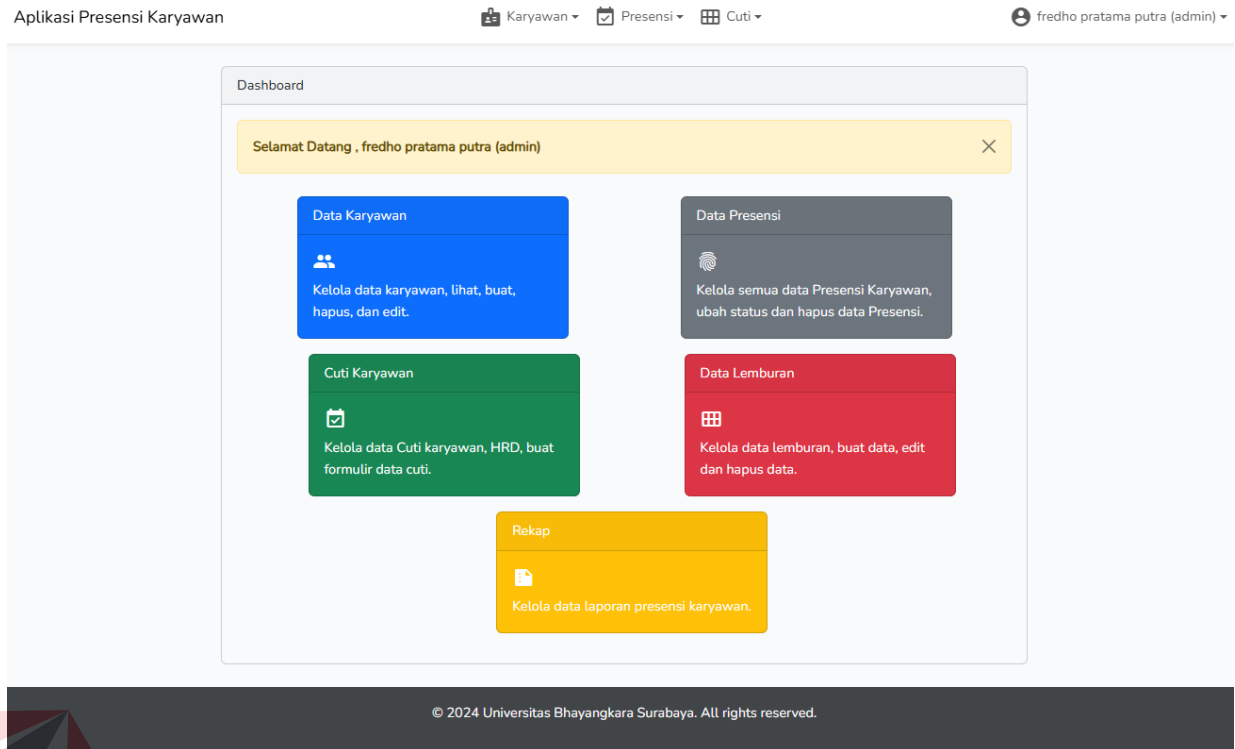 Aplikasi Presensi Karyawan
Karyawan
Presensi
Cuti
fredho pratama putra (admin)
Dashboard
Selamat Datang , fredho pratama putra (admin)
Data Karyawan
Kelola data karyawan, lihat, buat,
hapus, dan edit.
Data Presensi
Kelola semua data Presensi Karyawan,
ubah status dan hapus data Presensi.
Cuti Karyawan
Kelola data Cuti karyawan, HRD, buat
formulir data cuti.
Data Lemburan
Kelola data lemburan, buat data, edit
dan hapus data.
Rekap
Kelola data laporan presensi karyawan.
© 2024 Universitas Bhayangkara Surabaya. All rights reserved.